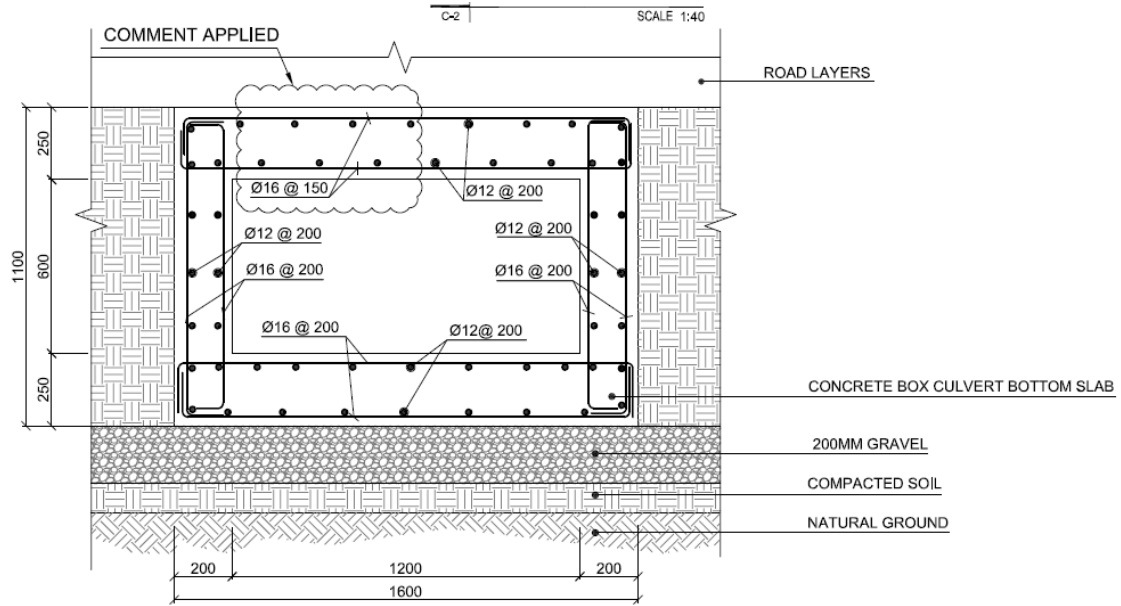 C-2
SCALE 1:40
COMMENT APPLIED
ROAD LAYERS
250
Ø16 @ 150
Ø12 @ 200
Ø12 @ 200
Ø12 @ 200
1100
600
Ø16 @ 200
Ø16 @ 200
Ø16 @ 200
Ø12@ 200
250
CONCRETE BOX CULVERT BOTTOM SLAB
200MM GRAVEL
COMPACTED SOIL
NATURAL GROUND
200
1200
200
1600